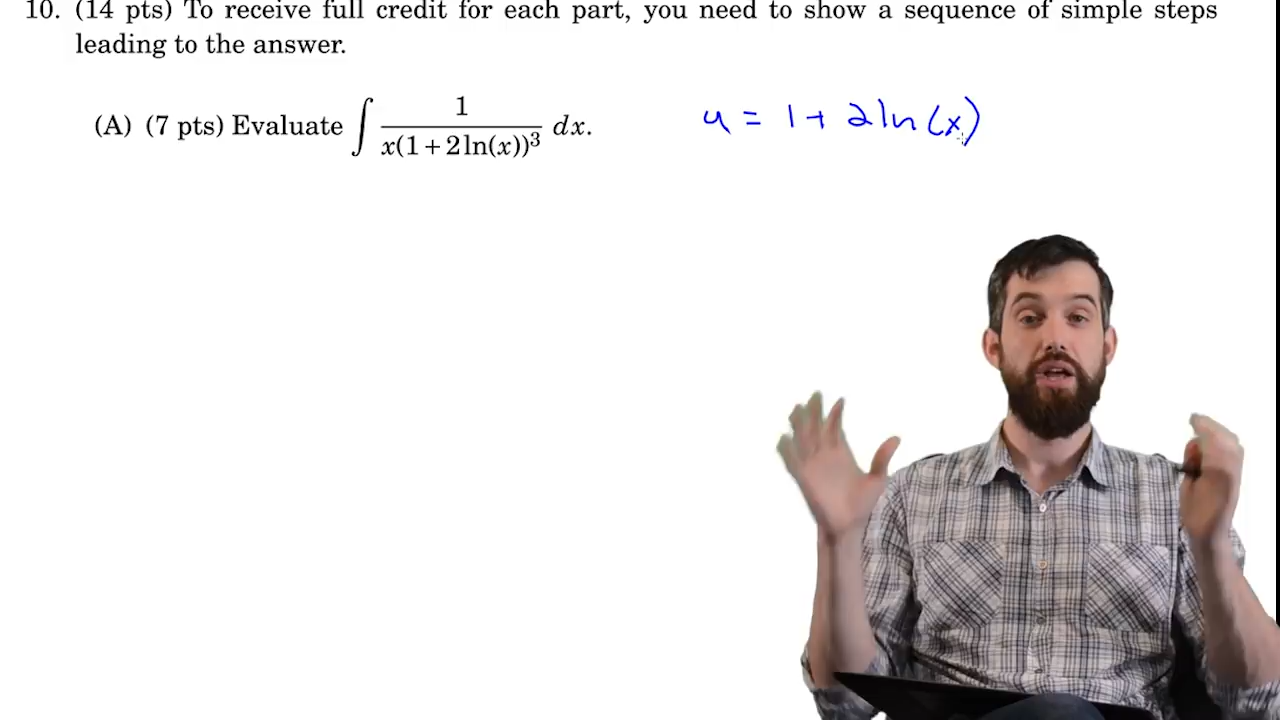 10. (14 pts) To receive full credit for each part, you need to show a sequence of simple steps
leading to the answer.
(A) (7 pts) Evaluate ∫ 1/(x(1+2ln(x))³) dx.
u = 1 + 2ln(x)